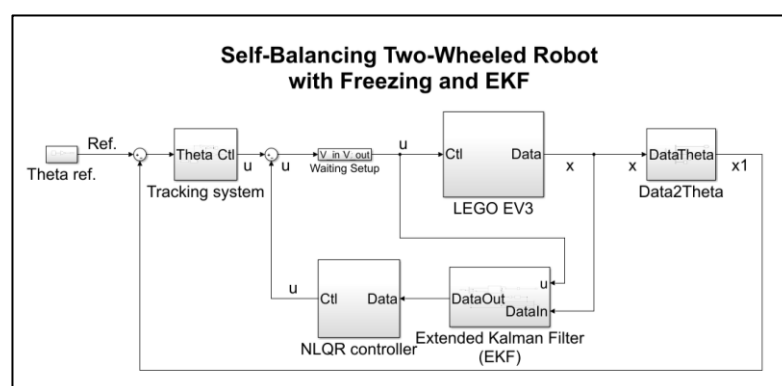 Self-Balancing Two-Wheeled Robot
with Freezing and EKF
Ref.
Theta ref.
Theta Ctl
Tracking system
u
u
V_in V_out
Waiting Setup
u
Ctl Data
LEGO EV3
x
x
DataTheta
Data2Theta
x1
u
Ctl Data
NLQR controller
u
DataOut
DataIn
Extended Kalman Filter
(EKF)